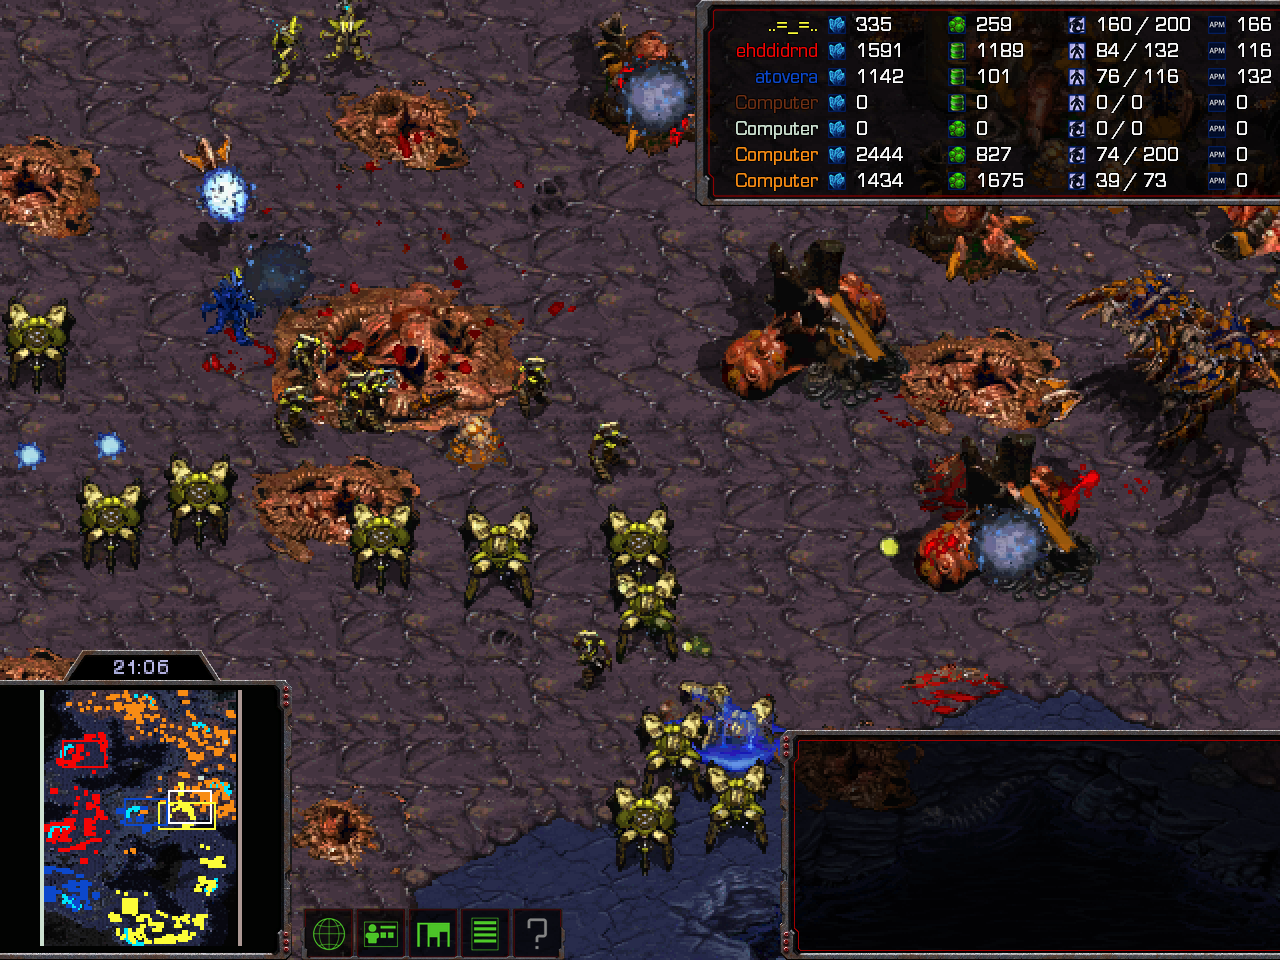 ..=_=.. 335 259 160 / 200 APM 166
ehddidrnd 1591 1189 84 / 132 APM 116
atovera 1142 101 76 / 116 APM 132
Computer 0 0 0 / 0 APM 0
Computer 0 0 0 / 0 APM 0
Computer 2444 827 74 / 200 APM 0
Computer 1434 1675 39 / 73 APM 0
21:06
?